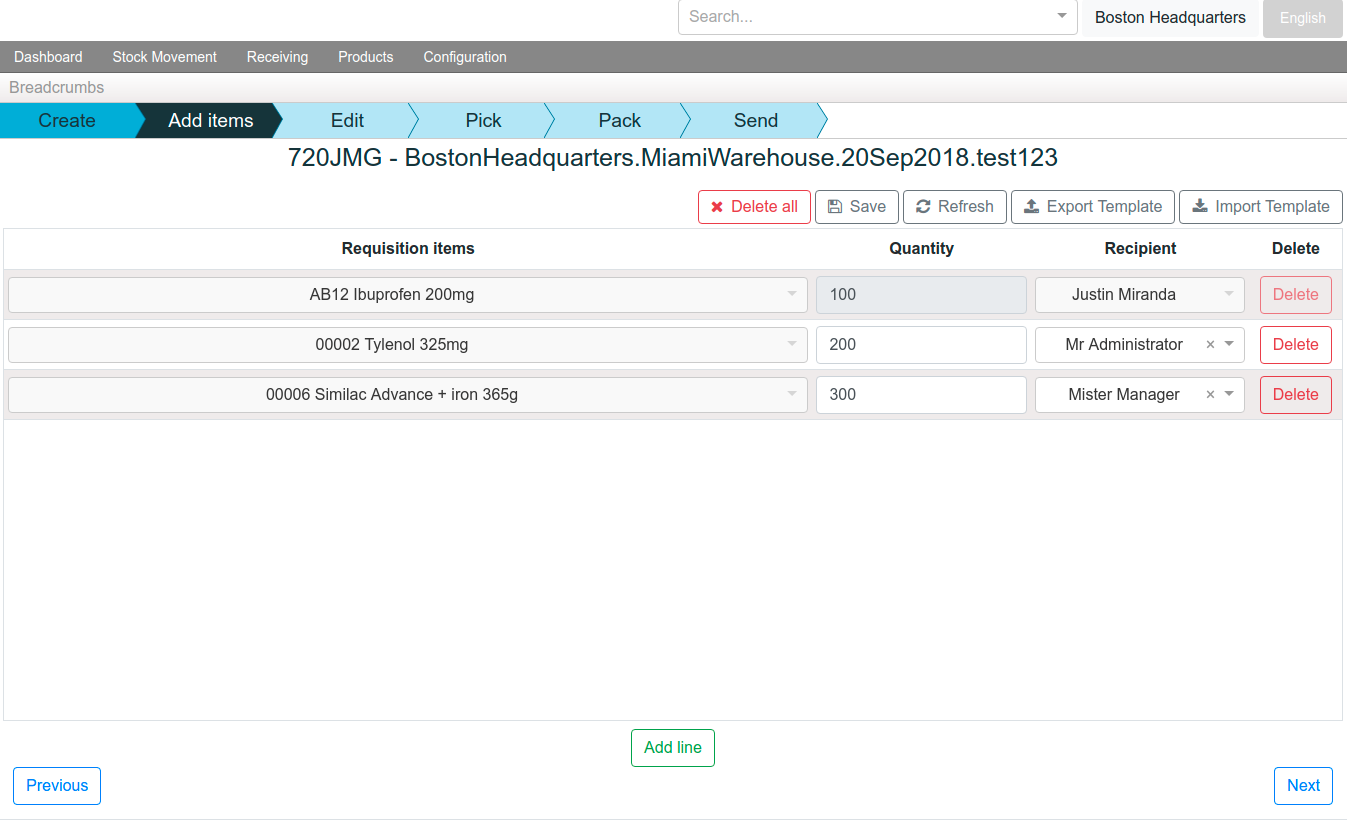 Search... Boston Headquarters English
Dashboard Stock Movement Receiving Products Configuration
Breadcrumbs
Create Add items Edit Pick Pack Send
720JMG - BostonHeadquarters.MiamiWarehouse.20Sep2018.test123
Delete all Save Refresh Export Template Import Template
Requisition items Quantity Recipient Delete
AB12 Ibuprofen 200mg 100 Justin Miranda Delete
00002 Tylenol 325mg 200 Mr Administrator × Delete
00006 Similac Advance + iron 365g 300 Mister Manager × Delete
Add line
Previous Next